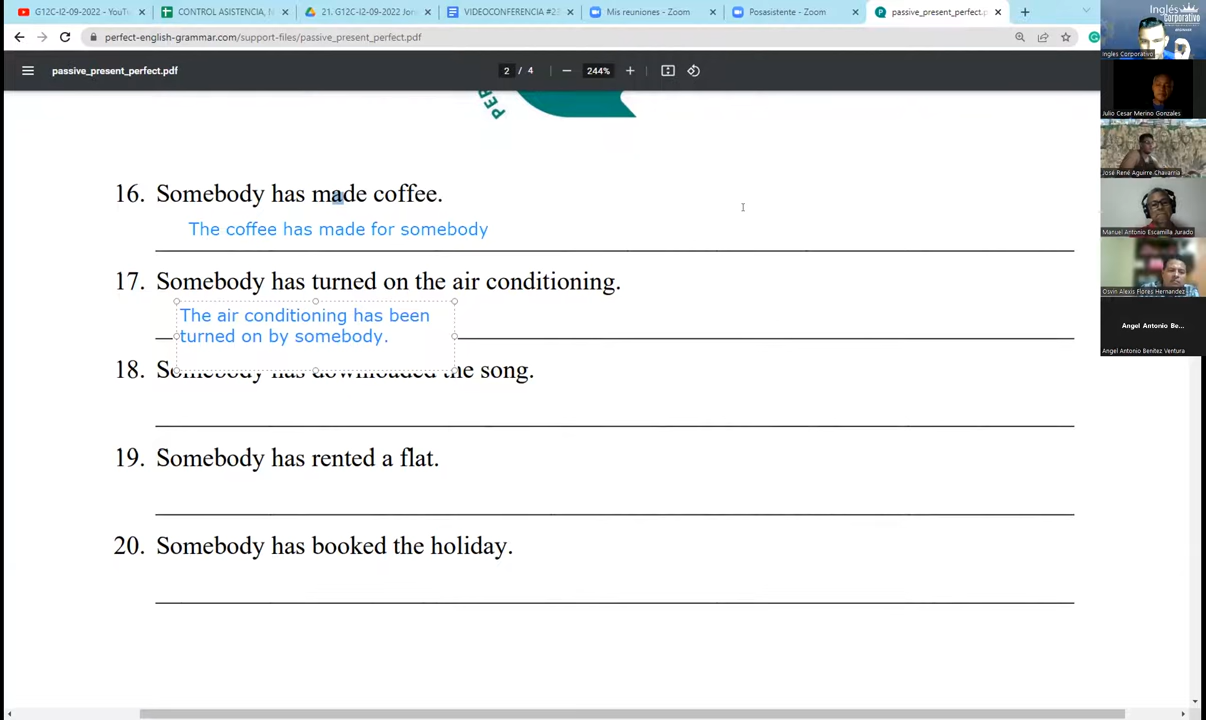 G12C-I2-09-2022 - YouT
CONTROL ASISTENCIA, N
21. G12C-I2-09-2022 Jor
VIDEOCONFERENCIA #2
Mis reuniones - Zoom
Posasistente - Zoom
passive_present_perfect.p
perfect-english-grammar.com/support-files/passive_present_perfect.pdf
passive_present_perfect.pdf
2 / 4
244%
PER
16. Somebody has made coffee.
The coffee has made for somebody
17. Somebody has turned on the air conditioning.
The air conditioning has been
turned on by somebody.
18. Somebody has downloaded the song.
19. Somebody has rented a flat.
20. Somebody has booked the holiday.
Inglés
Corporativo
Ingles Corporativo
Julio Cesar Merino Gonzales
José René Aguirre Chavarria
Manuel Antonio Escamilla Jurado
Osvin Alexis Flores Hernandez
Angel Antonio Be...
Angel Antonio Benitez Ventura